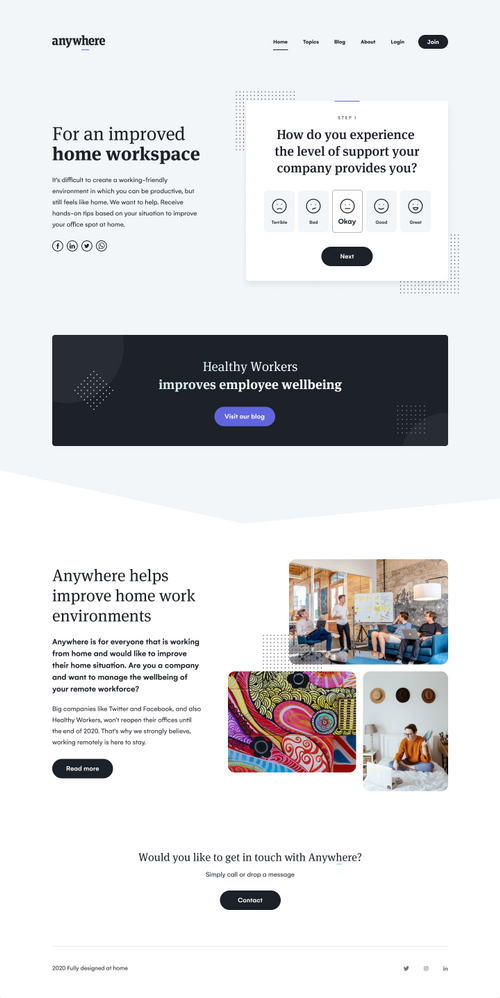 anywhere
Home Topics Blog About Login Join
For an improved
home workspace
It's difficult to create a working-friendly
environment in which you can be productive, but
still feels like home. We want to help. Receive
hands-on tips based on your situation to improve
your office spot at home.
STEP 1
How do you experience
the level of support your
company provides you?
Terrible Bad Okay Good Great
Next
Healthy Workers
improves employee wellbeing
Visit our blog
Anywhere helps
improve home work
environments
Anywhere is for everyone that is working
from home and would like to improve
their home situation. Are you a company
and want to manage the wellbeing of
your remote workforce?
Big companies like Twitter and Facebook, and also
Healthy Workers, won't reopen their offices until
the end of 2020. That's why we strongly believe,
working remotely is here to stay.
Read more
Would you like to get in touch with Anywhere?
Simply call or drop a message
Contact
2020 Fully designed at home